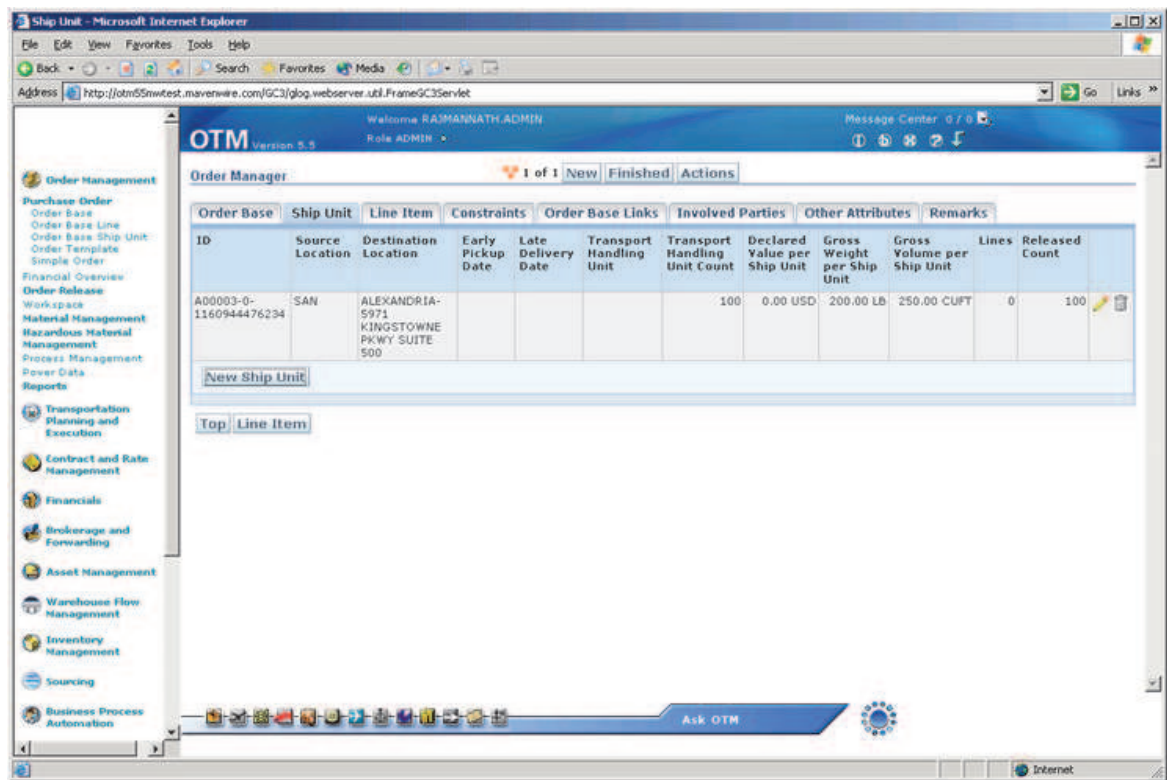 Ship Unit - Microsoft Internet Explorer
File Edit View Favorites Tools Help
Back Search Favorites Media
Address http://otm55nwtest.mavenwire.com/GC3/glog.webserver.util.FrameGC3Servlet Go Links »
Welcome RAJMANNATH.ADMIN Message Center 0 / 0
OTM Version 5.5 Role ADMIN
Order Management
Purchase Order
Order Base
Order Base Line
Order Base Ship Unit
Order Template
Simple Order
Financial Overview
Order Release
Workspace
Material Management
Hazardous Material
Management
Process Management
Power Data
Reports
Transportation
Planning and
Execution
Contract and Rate
Management
Financials
Brokerage and
Forwarding
Asset Management
Warehouse Flow
Management
Inventory
Management
Sourcing
Business Process
Automation
Order Manager 1 of 1 New Finished Actions
Order Base Ship Unit Line Item Constraints Order Base Links Involved Parties Other Attributes Remarks
ID Source Destination Early Late Transport Transport Declared Gross Gross Lines Released
Location Location Pickup Delivery Handling Handling Value per Weight Volume per Count
Date Date Unit Unit Count Ship Unit per Ship Ship Unit
Unit
A00003-0- SAN ALEXANDRIA- 100 0.00 USD 200.00 LB 250.00 CUFT 0 100
1160944476234 5971
KINGSTOWNE
PKWY SUITE
500
New Ship Unit
Top Line Item
Ask OTM
Internet